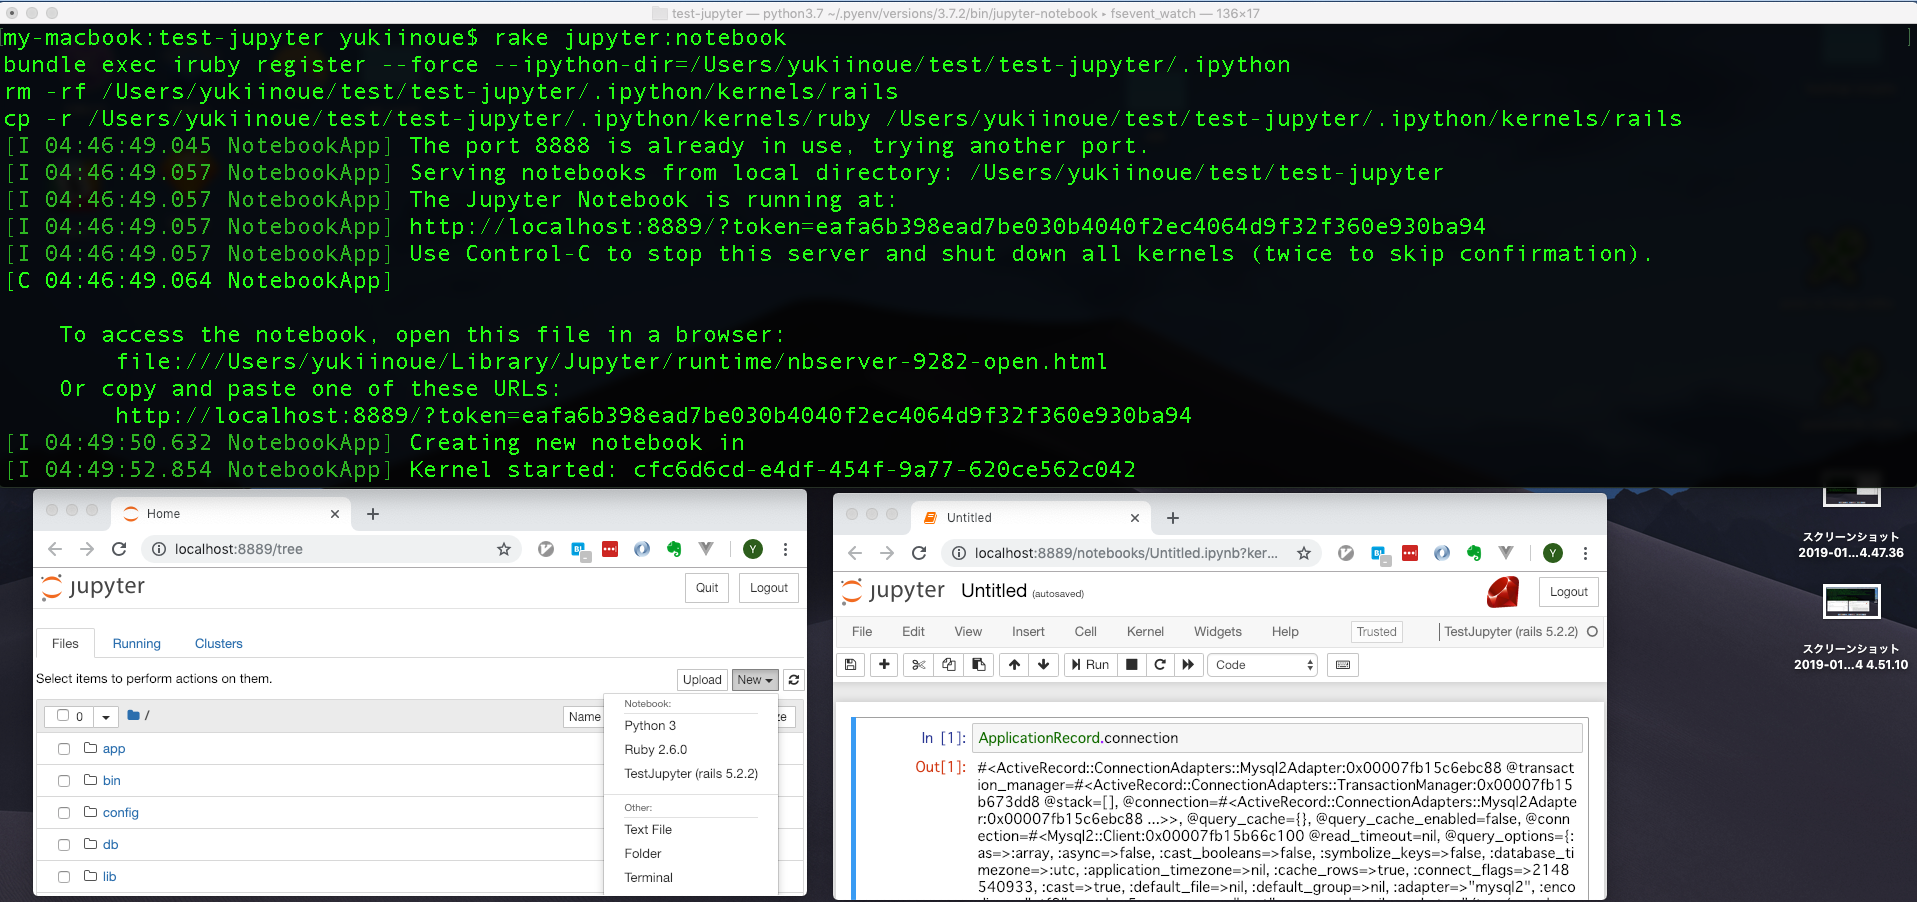 test-jupyter — python3.7 ~/.pyenv/versions/3.7.2/bin/jupyter-notebook ▸ fsevent_watch — 136×17
[my-macbook:test-jupyter yukiinoue$ rake jupyter:notebook ]
bundle exec iruby register --force --ipython-dir=/Users/yukiinoue/test/test-jupyter/.ipython
rm -rf /Users/yukiinoue/test/test-jupyter/.ipython/kernels/rails
cp -r /Users/yukiinoue/test/test-jupyter/.ipython/kernels/ruby /Users/yukiinoue/test/test-jupyter/.ipython/kernels/rails
[I 04:46:49.045 NotebookApp] The port 8888 is already in use, trying another port.
[I 04:46:49.057 NotebookApp] Serving notebooks from local directory: /Users/yukiinoue/test/test-jupyter
[I 04:46:49.057 NotebookApp] The Jupyter Notebook is running at:
[I 04:46:49.057 NotebookApp] http://localhost:8889/?token=eafa6b398ead7be030b4040f2ec4064d9f32f360e930ba94
[I 04:46:49.057 NotebookApp] Use Control-C to stop this server and shut down all kernels (twice to skip confirmation).
[C 04:46:49.064 NotebookApp]
To access the notebook, open this file in a browser:
file:///Users/yukiinoue/Library/Jupyter/runtime/nbserver-9282-open.html
Or copy and paste one of these URLs:
http://localhost:8889/?token=eafa6b398ead7be030b4040f2ec4064d9f32f360e930ba94
[I 04:49:50.632 NotebookApp] Creating new notebook in
[I 04:49:52.854 NotebookApp] Kernel started: cfc6d6cd-e4df-454f-9a77-620ce562c042
Home
localhost:8889/tree
Y
jupyter
Quit
Logout
Files
Running
Clusters
Select items to perform actions on them.
Upload
New
0
/
Name
ze
app
bin
config
db
lib
Notebook:
Python 3
Ruby 2.6.0
TestJupyter (rails 5.2.2)
Other:
Text File
Folder
Terminal
Untitled
localhost:8889/notebooks/Untitled.ipynb?ker...
Y
jupyter Untitled (autosaved)
Logout
File Edit View Insert Cell Kernel Widgets Help
Trusted
TestJupyter (rails 5.2.2)
Run
Code
In [1]: ApplicationRecord.connection
Out[1]: #<ActiveRecord::ConnectionAdapters::Mysql2Adapter:0x00007fb15c6ebc88 @transac
tion_manager=#<ActiveRecord::ConnectionAdapters::TransactionManager:0x00007fb15
b673dd8 @stack=[], @connection=#<ActiveRecord::ConnectionAdapters::Mysql2Adapte
r:0x00007fb15c6ebc88 ...>>, @query_cache={}, @query_cache_enabled=false, @conn
ection=#<Mysql2::Client:0x00007fb15b66c100 @read_timeout=nil, @query_options={:
as=>:array, :async=>false, :cast_booleans=>false, :symbolize_keys=>false, :database_ti
mezone=>:utc, :application_timezone=>nil, :cache_rows=>true, :connect_flags=>2148
540933, :cast=>true, :default_file=>nil, :default_group=>nil, :adapter=>"mysql2", :enco
スクリーンショット
2019-01...4.47.36
スクリーンショット
2019-01...4 4.51.10